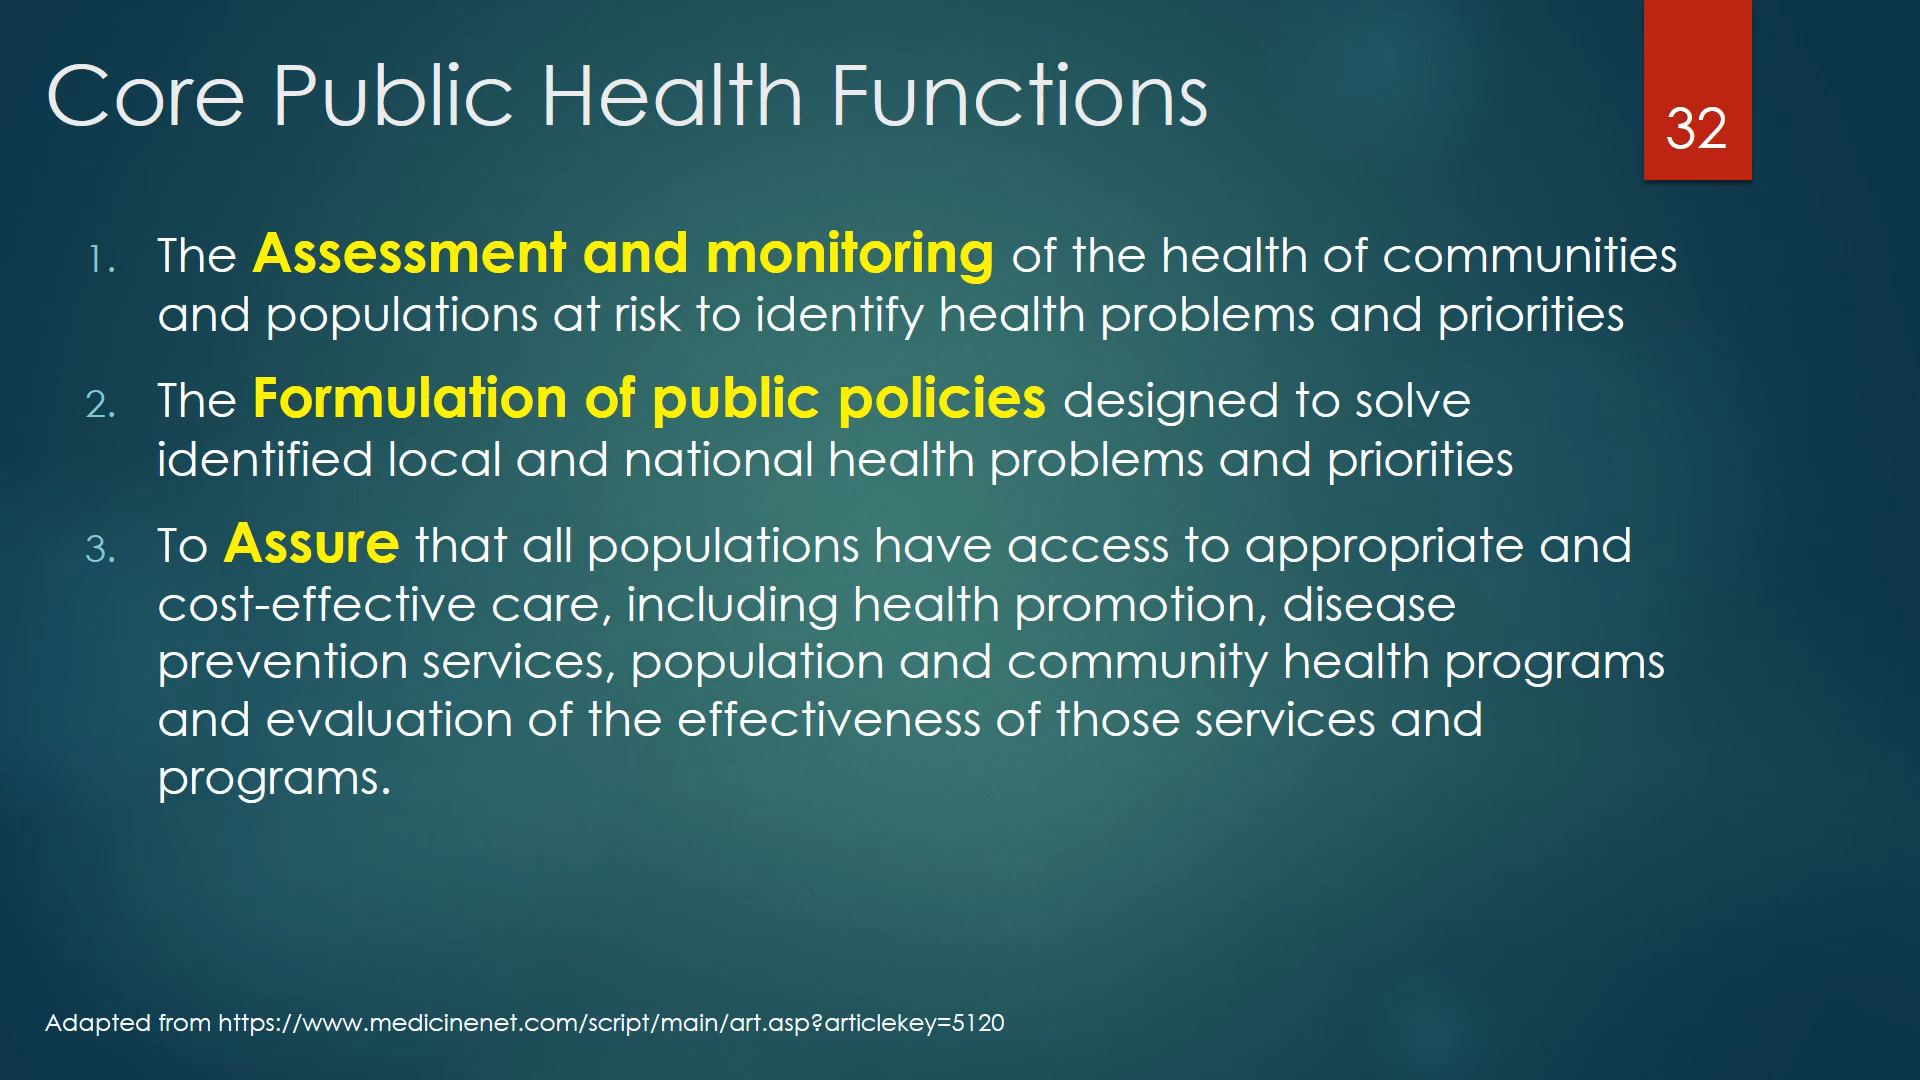 Core Public Health Functions
32
1. The Assessment and monitoring of the health of communities
and populations at risk to identify health problems and priorities
2. The Formulation of public policies designed to solve
identified local and national health problems and priorities
3. To Assure that all populations have access to appropriate and
cost-effective care, including health promotion, disease
prevention services, population and community health programs
and evaluation of the effectiveness of those services and
programs.
Adapted from https://www.medicinenet.com/script/main/art.asp?articlekey=5120